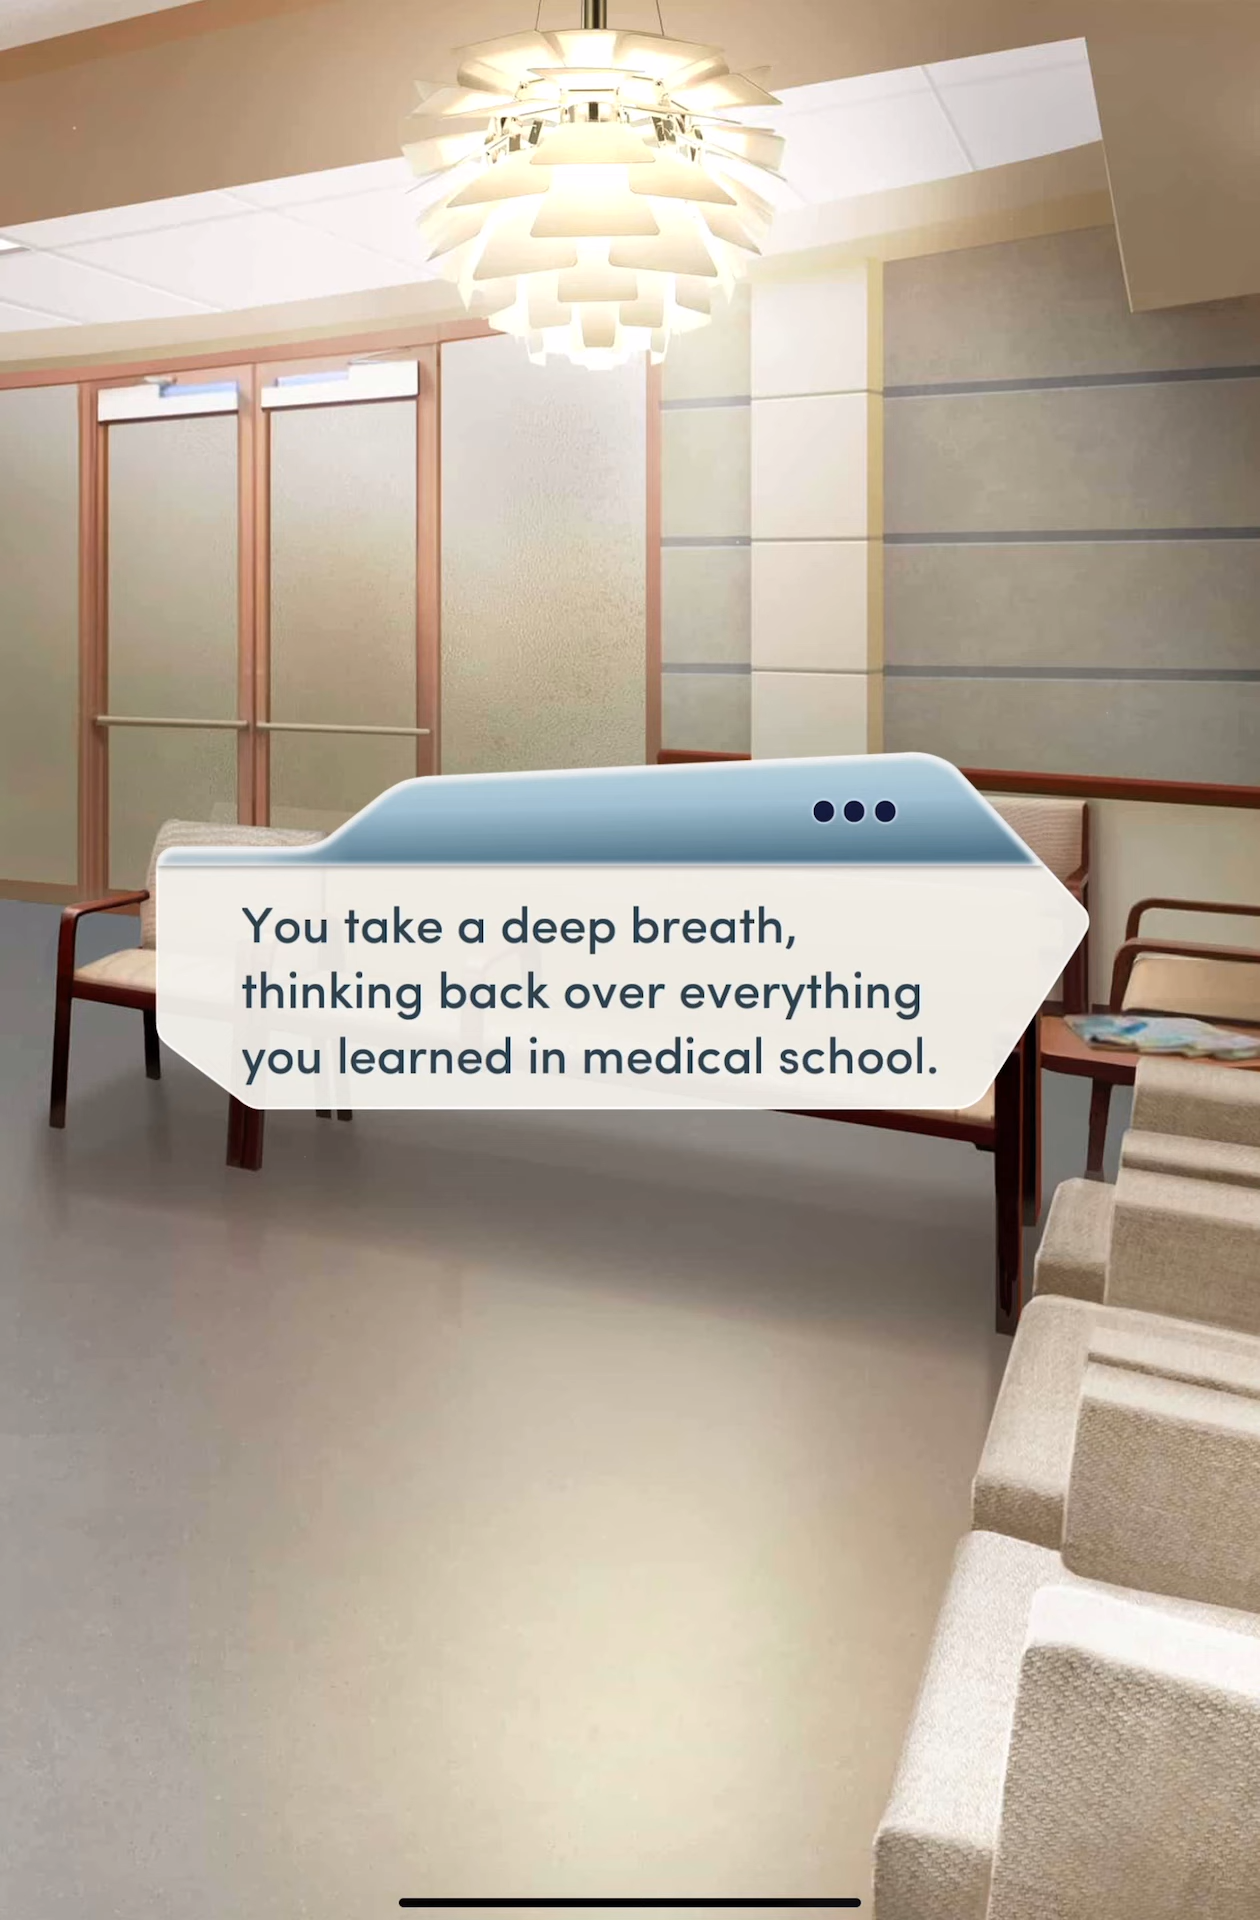 You take a deep breath,
thinking back over everything
you learned in medical school.